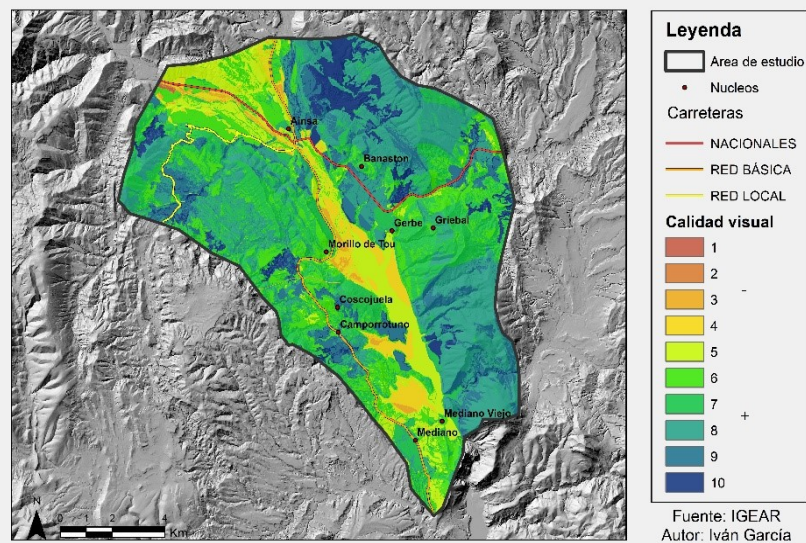 Ainsa
Banaston
Gerbe
Griebal
Morillo de Tou
Coscojuela
Camporrotuno
Mediano Viejo
Mediano
N
0
2
4
Km
Leyenda
Area de estudio
Nucleos
Carreteras
NACIONALES
RED BÁSICA
RED LOCAL
Calidad visual
1
2
3
-
4
5
6
7
+
8
9
10
Fuente: IGEAR
Autor: Iván García